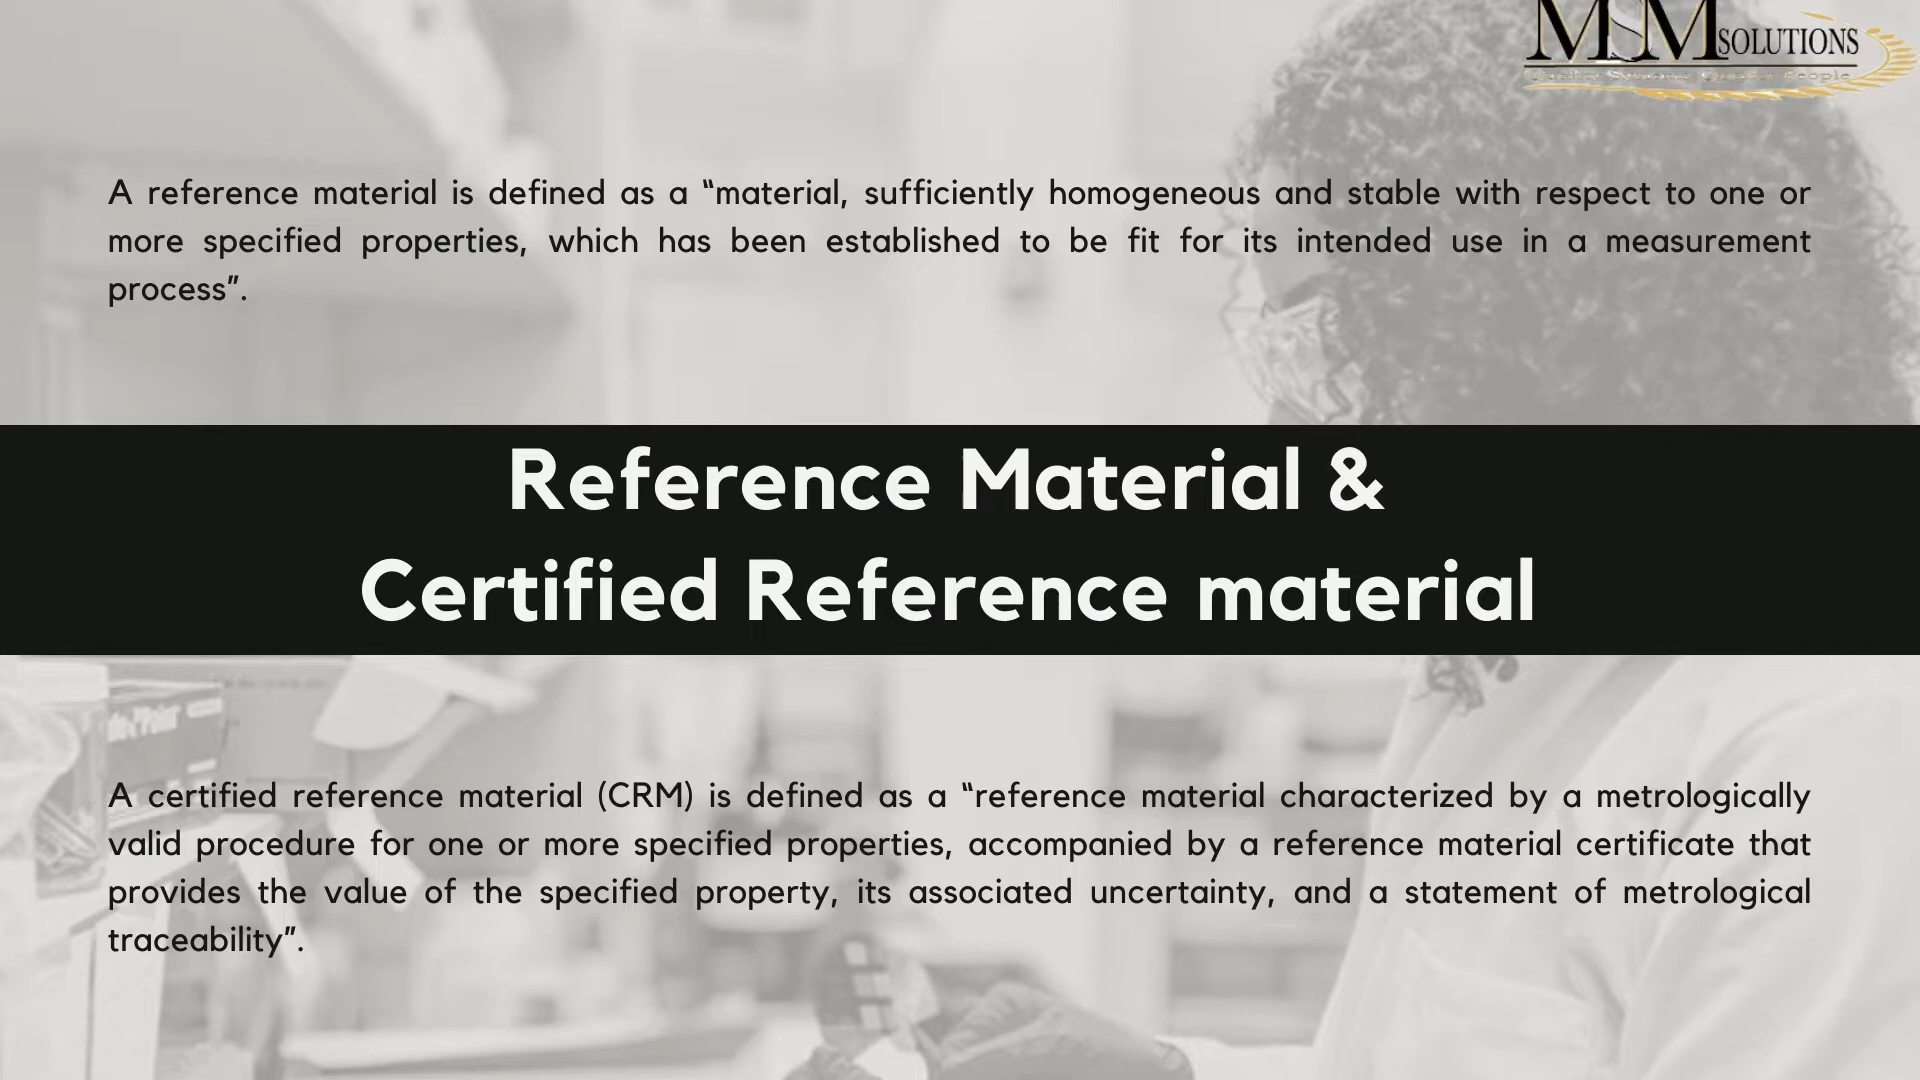 MSM SOLUTIONS
Quality Systems Quality People
A reference material is defined as a “material, sufficiently homogeneous and stable with respect to one or
more specified properties, which has been established to be fit for its intended use in a measurement
process”.
Reference Material &
Certified Reference material
A certified reference material (CRM) is defined as a “reference material characterized by a metrologically
valid procedure for one or more specified properties, accompanied by a reference material certificate that
provides the value of the specified property, its associated uncertainty, and a statement of metrological
traceability”.